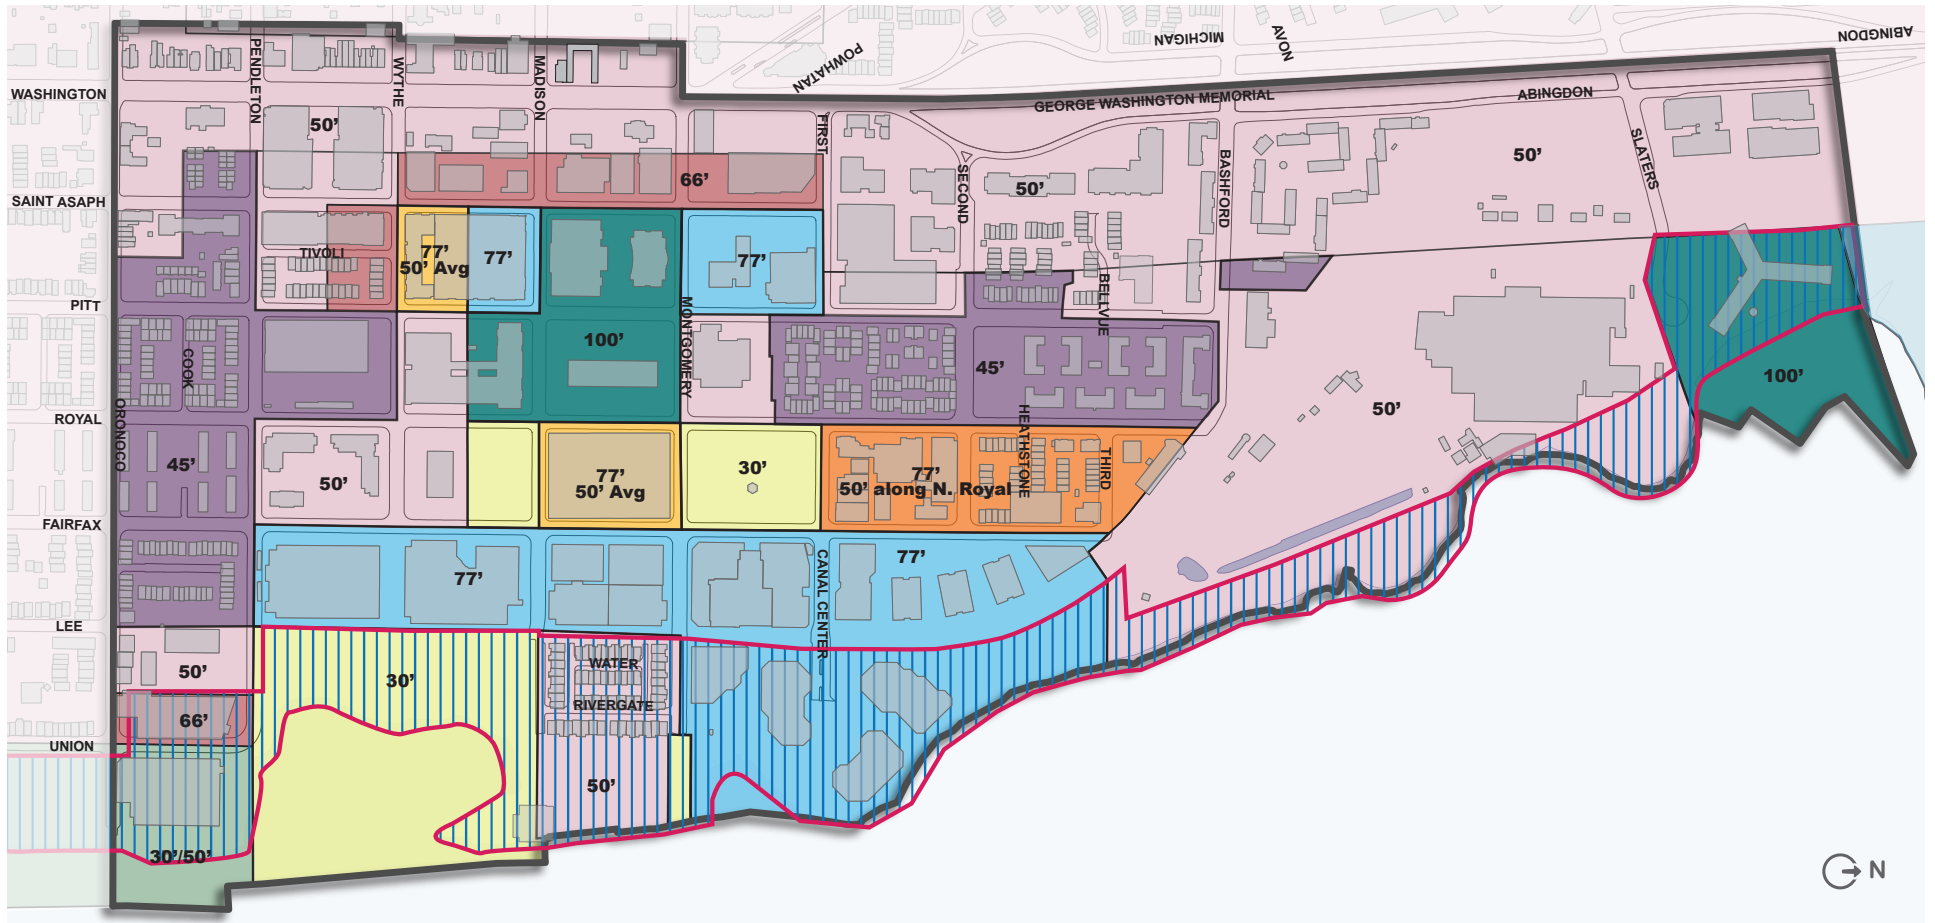 ABINGDON
MICHIGAN
AVON
POWHATAN
PENDLETON
WYTHE
MADISON
WASHINGTON
GEORGE WASHINGTON MEMORIAL
ABINGDON
50’
FIRST
SLATERS
50’
66’
SECOND
50’
BASHFORD
SAINT ASAPH
TIVOLI
77’
50’ Avg
77’
77’
PITT
MONTGOMERY
BELLVUE
COOK
100’
45’
100’
ROYAL
ORONOCO
50’
HEATHSTONE
THIRD
45’
50’
77’
50’ Avg
30’
77’
50’ along N. Royal
FAIRFAX
77’
77’
CANAL CENTER
LEE
50’
30’
WATER
RIVERGATE
66’
UNION
50’
30’/50’
N